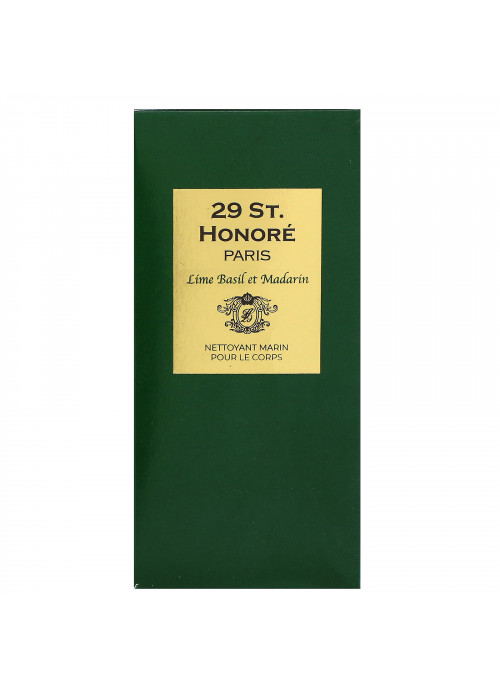 29 ST.
HONORÉ
PARIS
Lime Basil et Madarin
NETTOYANT MARIN
POUR LE CORPS